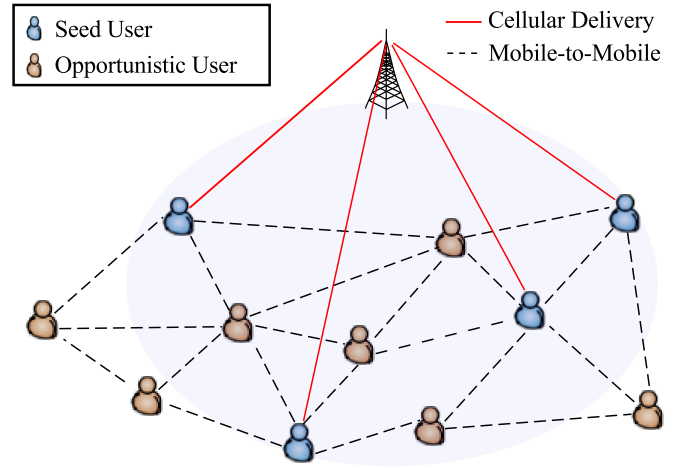 Seed User
Opportunistic User
Cellular Delivery
Mobile-to-Mobile